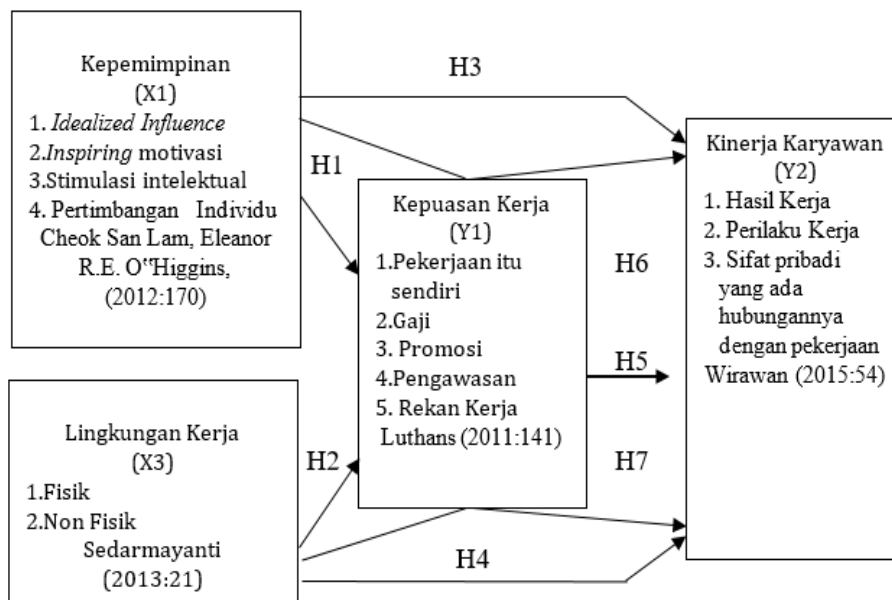 Kepemimpinan
(X1)
1. Idealized Influence
2.Inspiring motivasi
3.Stimulasi intelektual
4. Pertimbangan Individu
Cheok San Lam, Eleanor
R.E. O‟Higgins,
(2012:170)
H3
H1
Kepuasan Kerja
(Y1)
1.Pekerjaan itu
sendiri
2.Gaji
3. Promosi
4.Pengawasan
5. Rekan Kerja
Luthans (2011:141)
H6
H5
H7
Kinerja Karyawan
(Y2)
1. Hasil Kerja
2. Perilaku Kerja
3. Sifat pribadi
yang ada
hubungannya
dengan pekerjaan
Wirawan (2015:54)
Lingkungan Kerja
(X3)
1.Fisik
2.Non Fisik
Sedarmayanti
(2013:21)
H2
H4